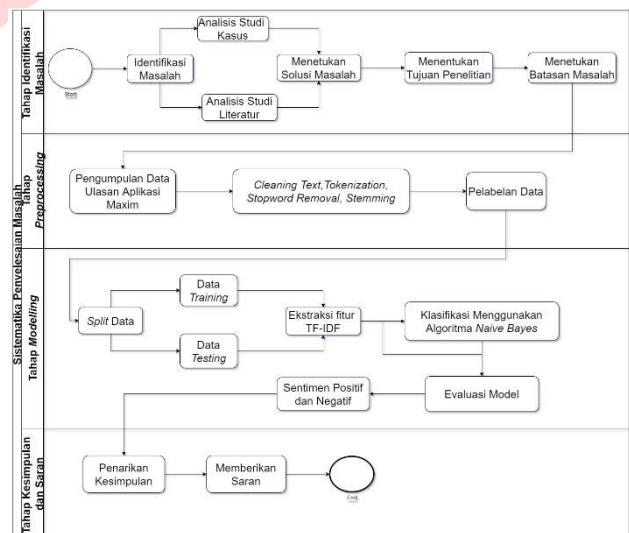 Sistematika Penyelesaian Masalah
Tahap Identifikasi
Masalah
Start
Identifikasi
Masalah
Analisis Studi
Kasus
Analisis Studi
Literatur
Menetukan
Solusi Masalah
Menentukan
Tujuan Penelitian
Menetukan
Batasan Masalah
Tahap
Preprocessing
Pengumpulan Data
Ulasan Aplikasi
Maxim
Cleaning Text,Tokenization,
Stopword Removal, Stemming
Pelabelan Data
Tahap Modelling
Split Data
Data
Training
Data
Testing
Ekstraksi fitur
TF-IDF
Klasifikasi Menggunakan
Algoritma Naive Bayes
Evaluasi Model
Sentimen Positif
dan Negatif
Tahap Kesimpulan
dan Saran
Penarikan
Kesimpulan
Memberikan
Saran
End